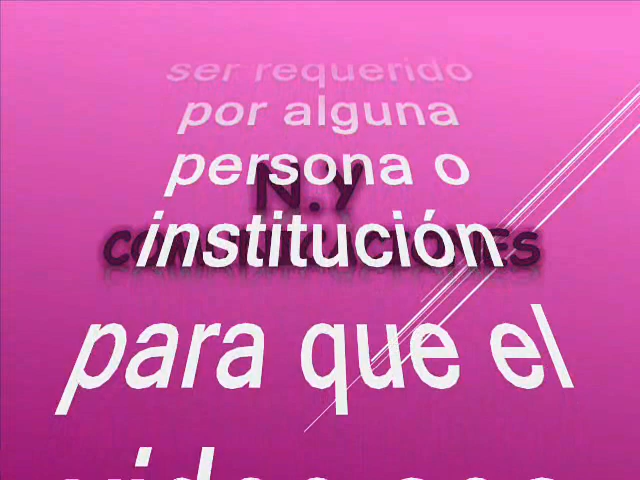 ser requerido
por alguna
persona o
N.y
institución
para que el